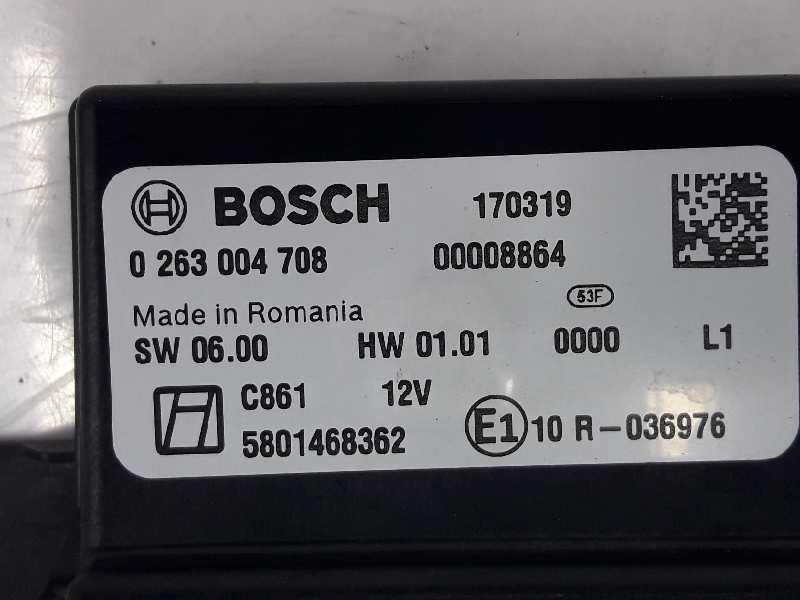 BOSCH 170319
0 263 004 708 00008864
53F
Made in Romania
SW 06.00 HW 01.01 0000 L1
C861 12V
5801468362 E1 10 R-036976